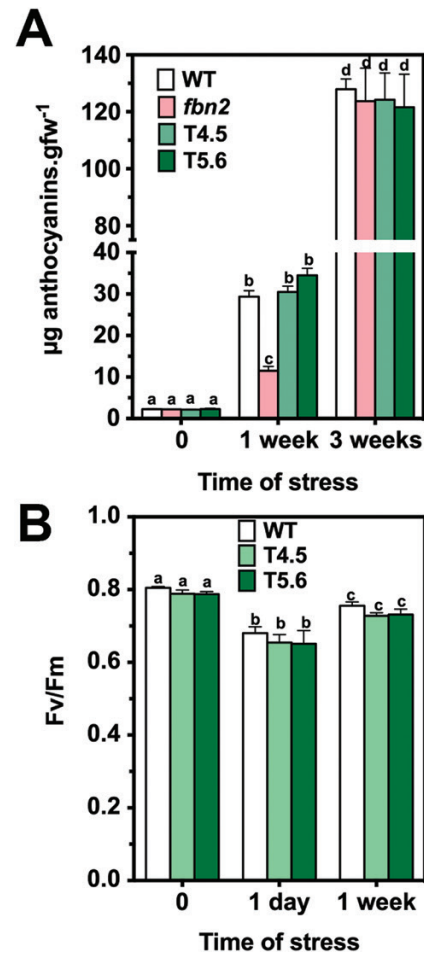 A
140
120
100
80
40
30
20
10
0
µg anthocyanins.gfw-1
WT
fbn2
T4.5
T5.6
a a a a
b c b b
d d d d
0 1 week 3 weeks
Time of stress
B
1.0
0.8
0.6
0.4
0.2
0.0
Fv/Fm
WT
T4.5
T5.6
a a a
b b b
c c c
0 1 day 1 week
Time of stress